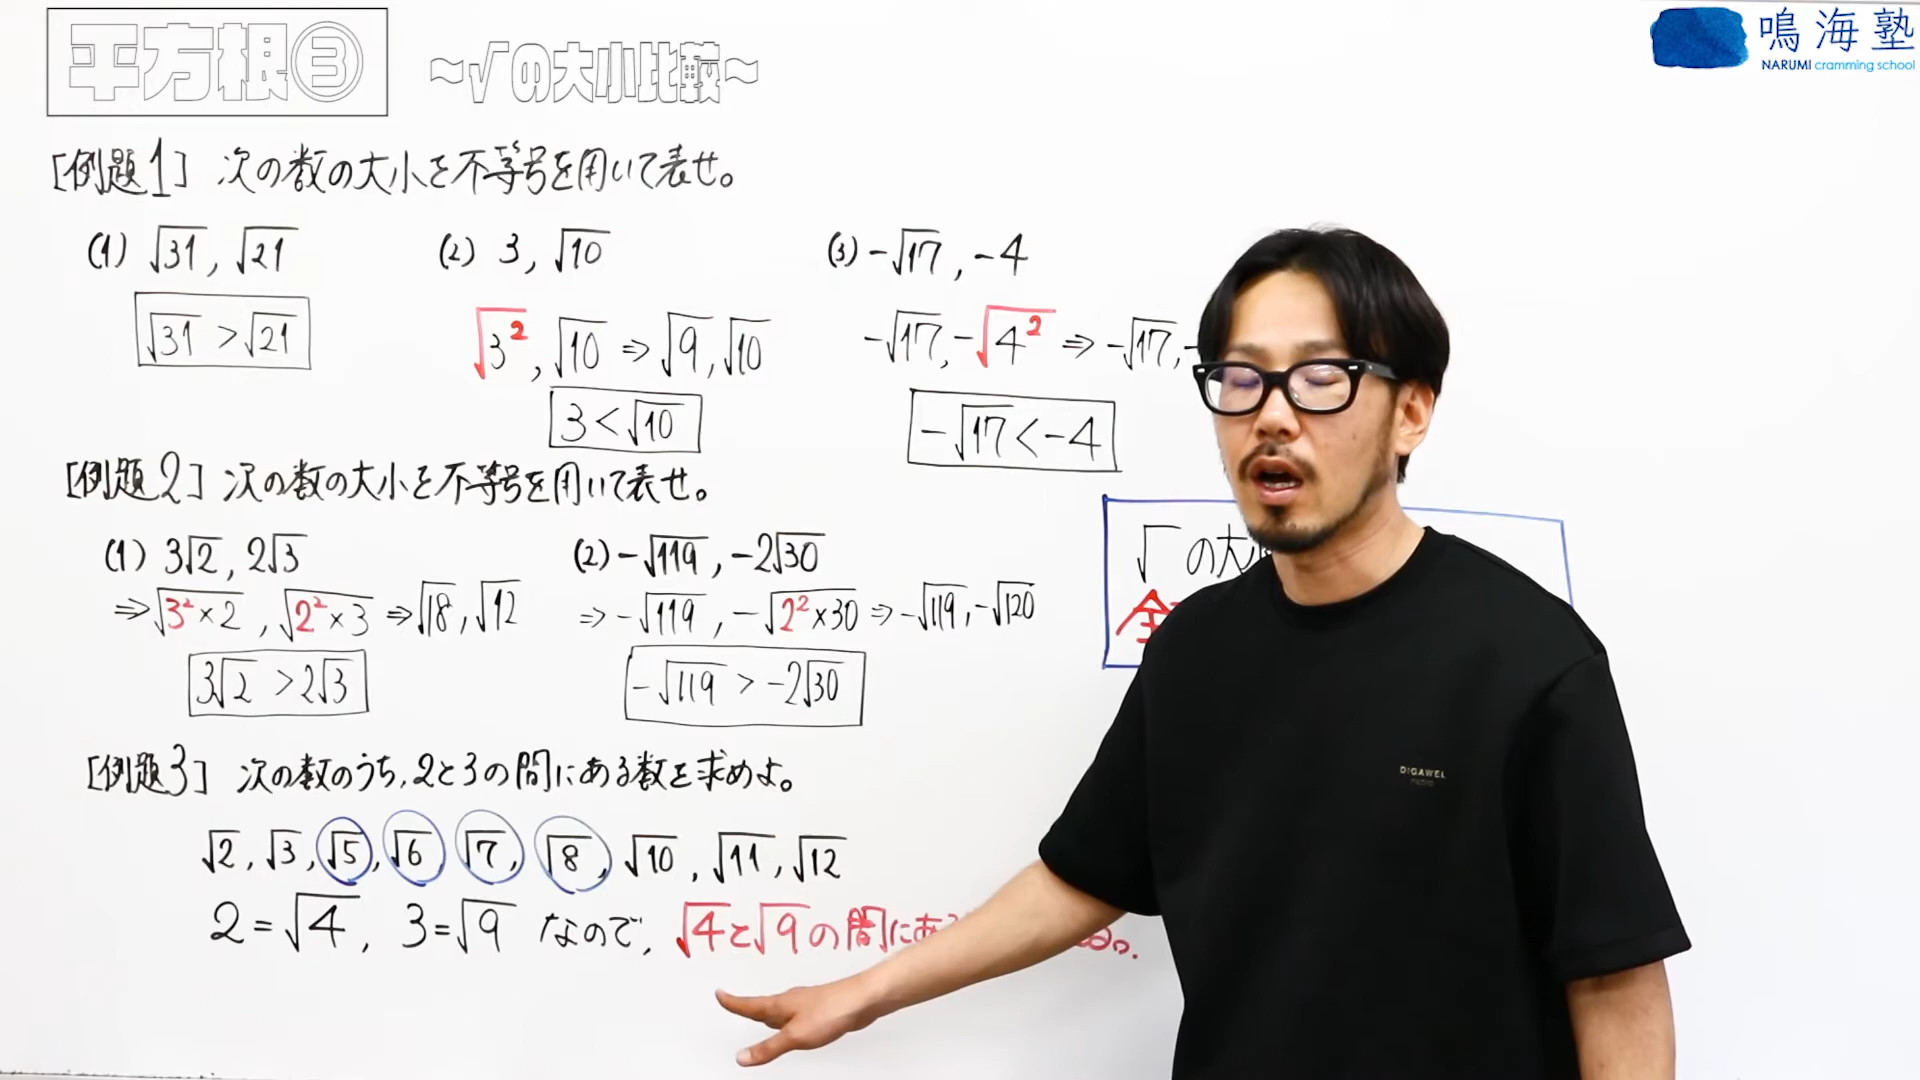 平方根③ ~√の大小比較~
鳴海塾
NARUMI cramming school
[例題1] 次の数の大小を不等号を用いて表せ。
(1) √31, √21 (2) 3, √10 (3) -√17, -4
√31 > √21
√3², √10 ⇒ √9, √10
3 < √10
-√17, -√4² ⇒ -√17, -
-√17 < -4
[例題2] 次の数の大小を不等号を用いて表せ。
(1) 3√2, 2√3 (2) -√119, -2√30
⇒ √3²×2, √2²×3 ⇒ √18, √12
3√2 > 2√3
⇒ -√119, -√2²×30 ⇒ -√119, -√120
-√119 > -2√30
√の大
全
[例題3] 次の数のうち, 2と3の間にある数を求めよ。
√2, √3, √5, √6 √7, √8, √10, √11, √12
2=√4, 3=√9 なので, √4と√9の間にあ
DIGAWEL